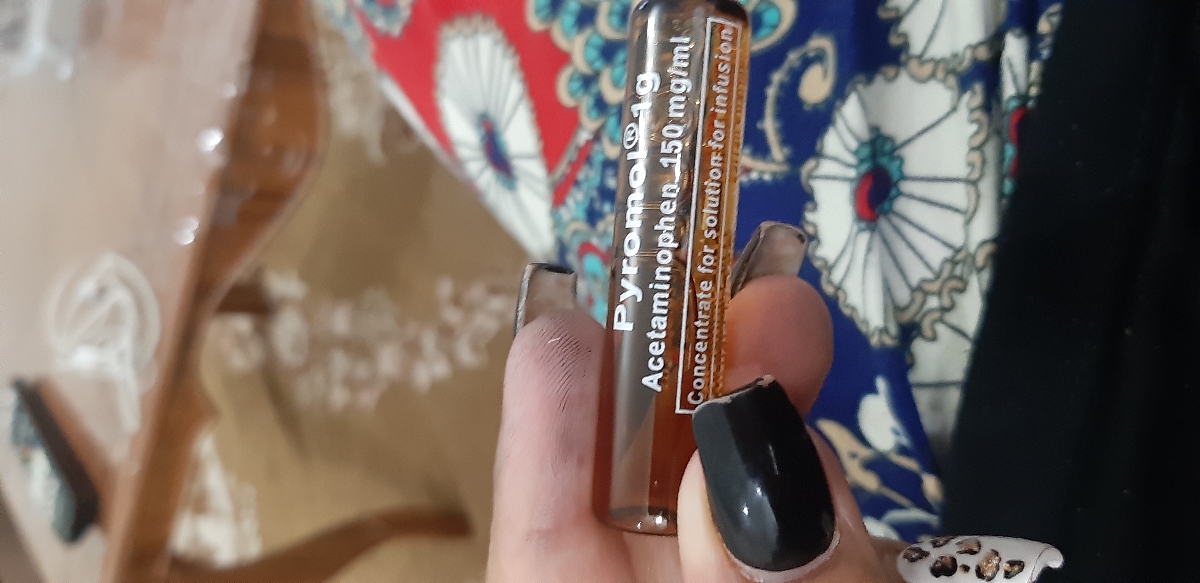 Pyromol® 1g
Acetaminophen 150 mg/ml
Concentrate for solution for infusion